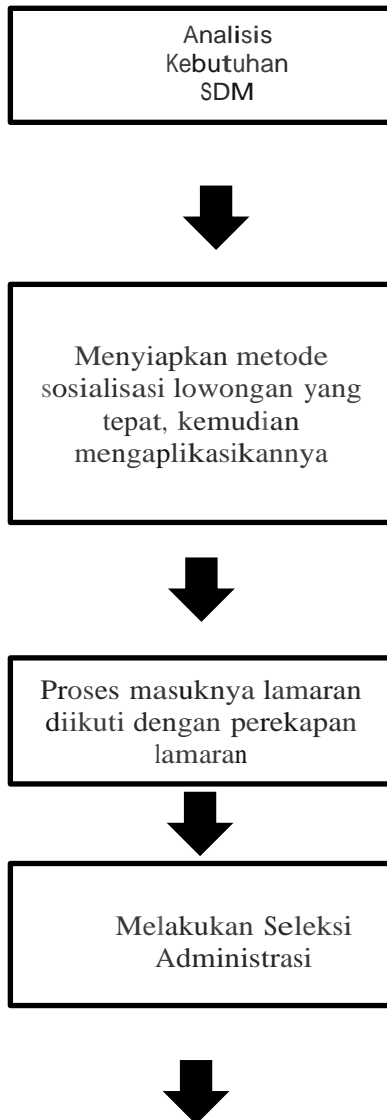 Analisis
Kebutuhan
SDM
Menyiapkan metode
sosialisasi lowongan yang
tepat, kemudian
mengaplikasikannya
Proses masuknya lamaran
diikuti dengan perekapan
lamaran
Melakukan Seleksi
Administrasi